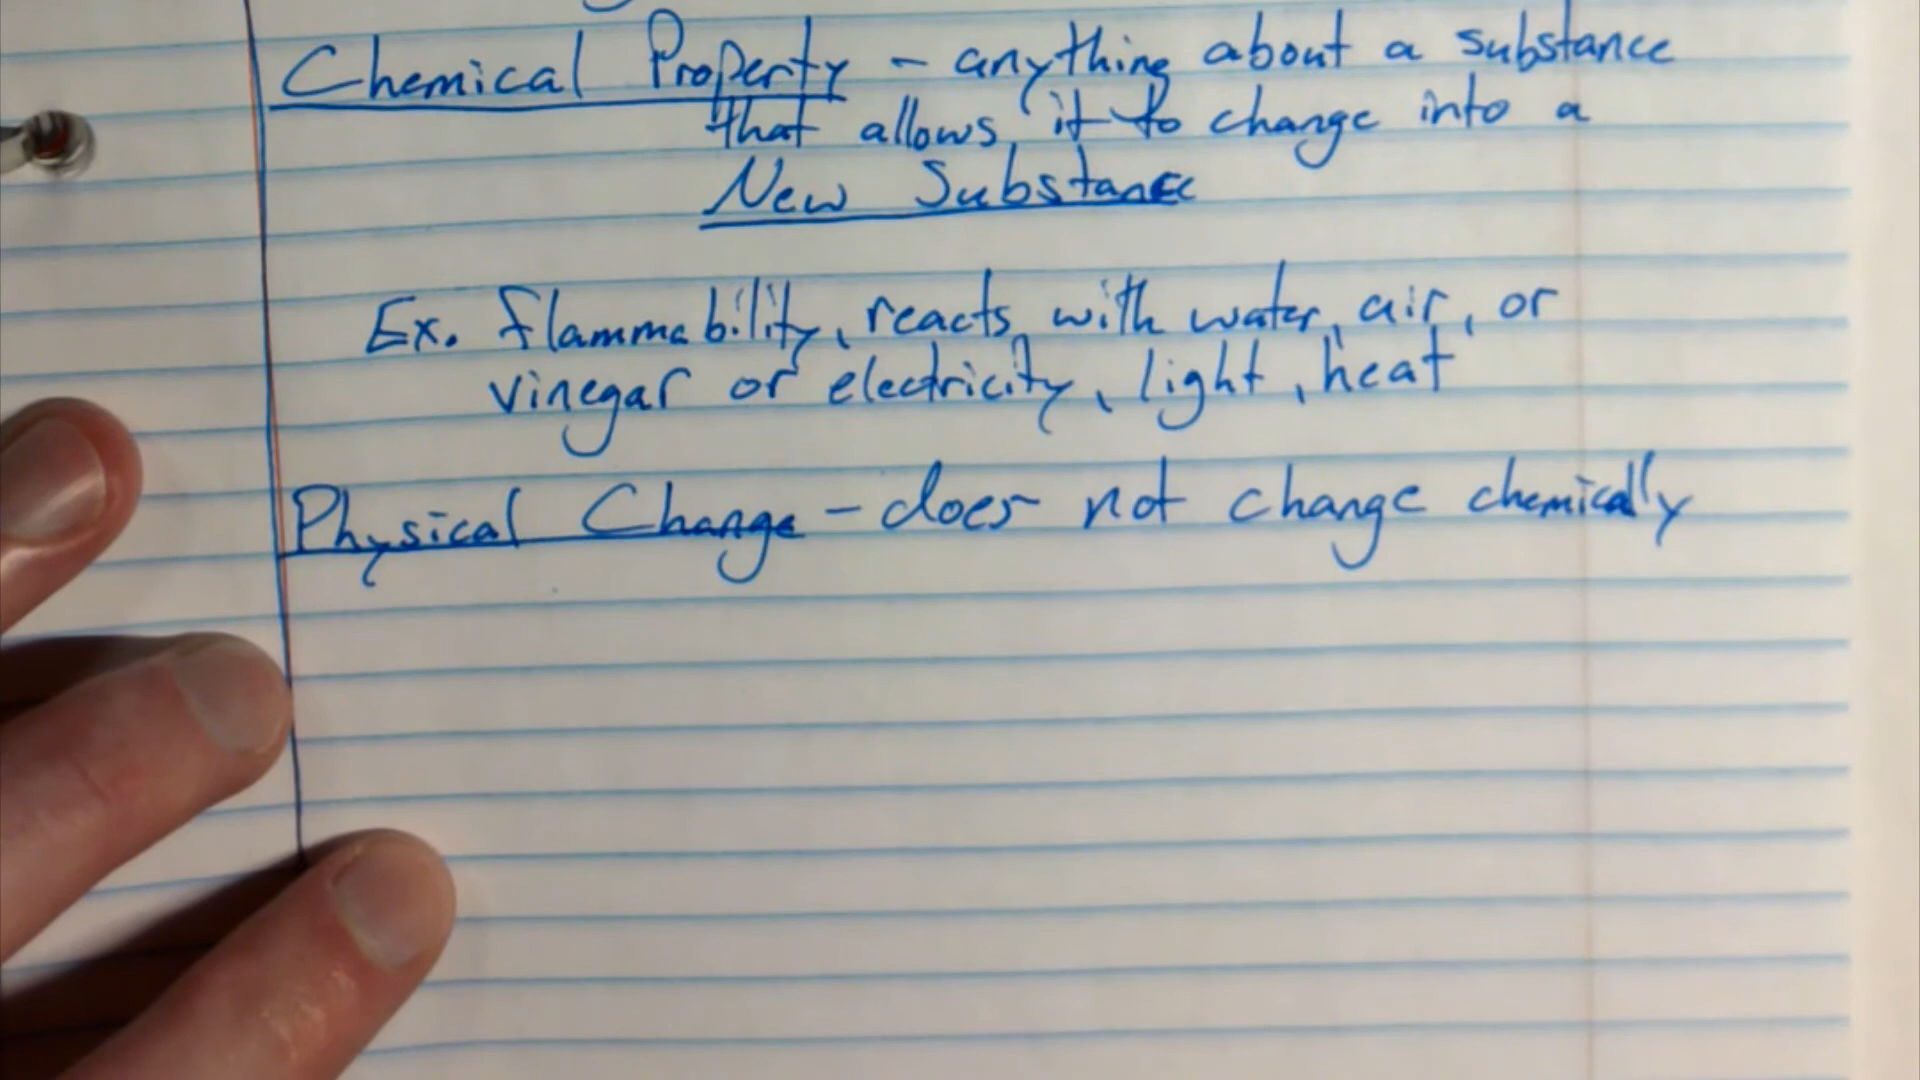 Chemical Property - anything about a substance
that allows it to change into a
New Substance
Ex. flammability, reacts with water, air, or
vinegar or electricity, light, heat
Physical Change - does not change chemically